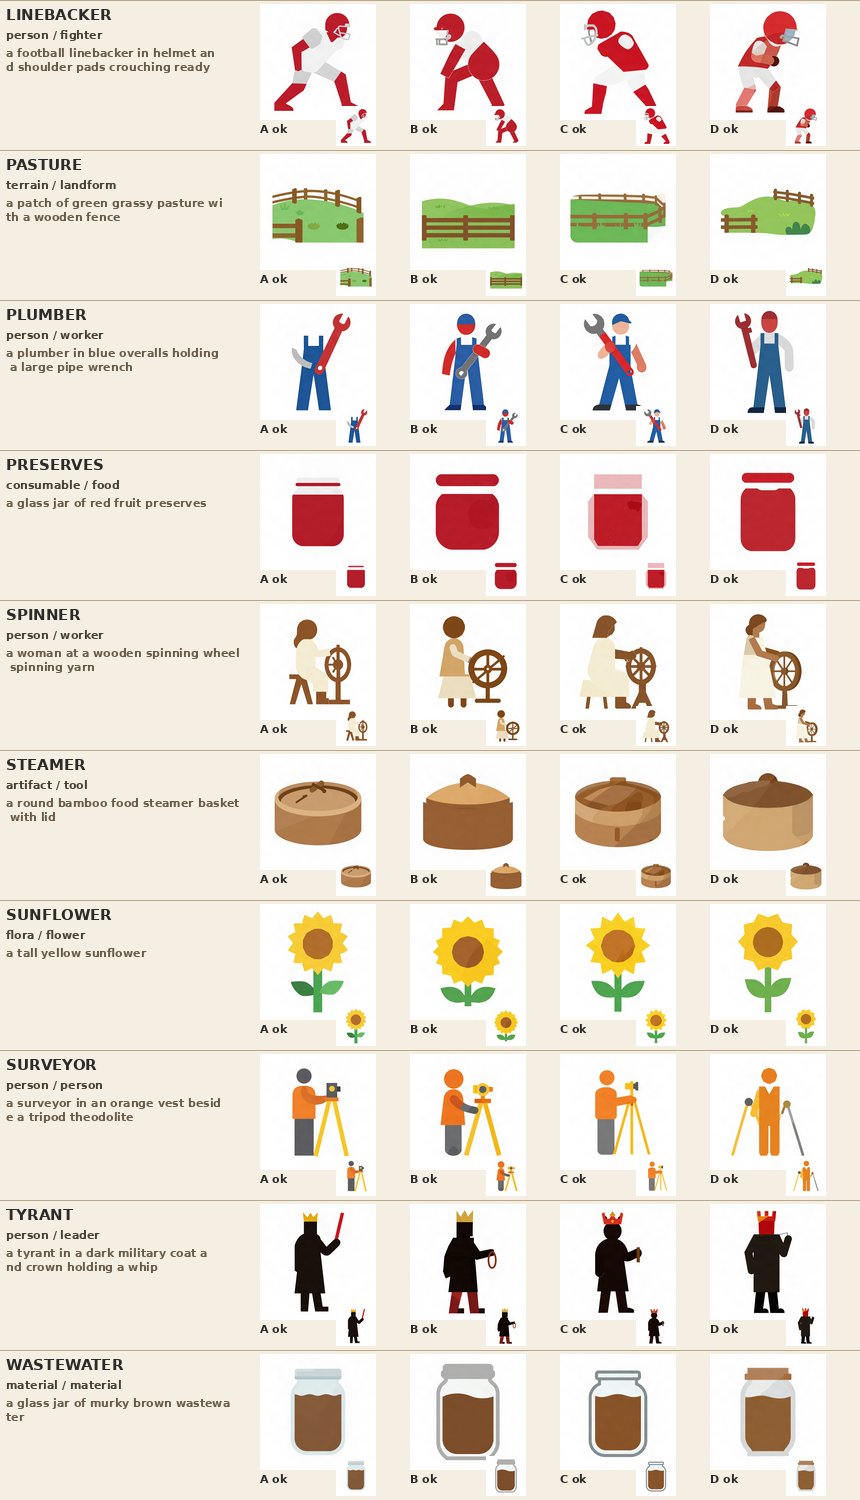 LINEBACKER
person / fighter
a football linebacker in helmet an
d shoulder pads crouching ready
A ok
B ok
C ok
D ok
PASTURE
terrain / landform
a patch of green grassy pasture wi
th a wooden fence
A ok
B ok
C ok
D ok
PLUMBER
person / worker
a plumber in blue overalls holding
a large pipe wrench
A ok
B ok
C ok
D ok
PRESERVES
consumable / food
a glass jar of red fruit preserves
A ok
B ok
C ok
D ok
SPINNER
person / worker
a woman at a wooden spinning wheel
spinning yarn
A ok
B ok
C ok
D ok
STEAMER
artifact / tool
a round bamboo food steamer basket
with lid
A ok
B ok
C ok
D ok
SUNFLOWER
flora / flower
a tall yellow sunflower
A ok
B ok
C ok
D ok
SURVEYOR
person / person
a surveyor in an orange vest besid
e a tripod theodolite
A ok
B ok
C ok
D ok
TYRANT
person / leader
a tyrant in a dark military coat a
nd crown holding a whip
A ok
B ok
C ok
D ok
WASTEWATER
material / material
a glass jar of murky brown wastewa
ter
A ok
B ok
C ok
D ok